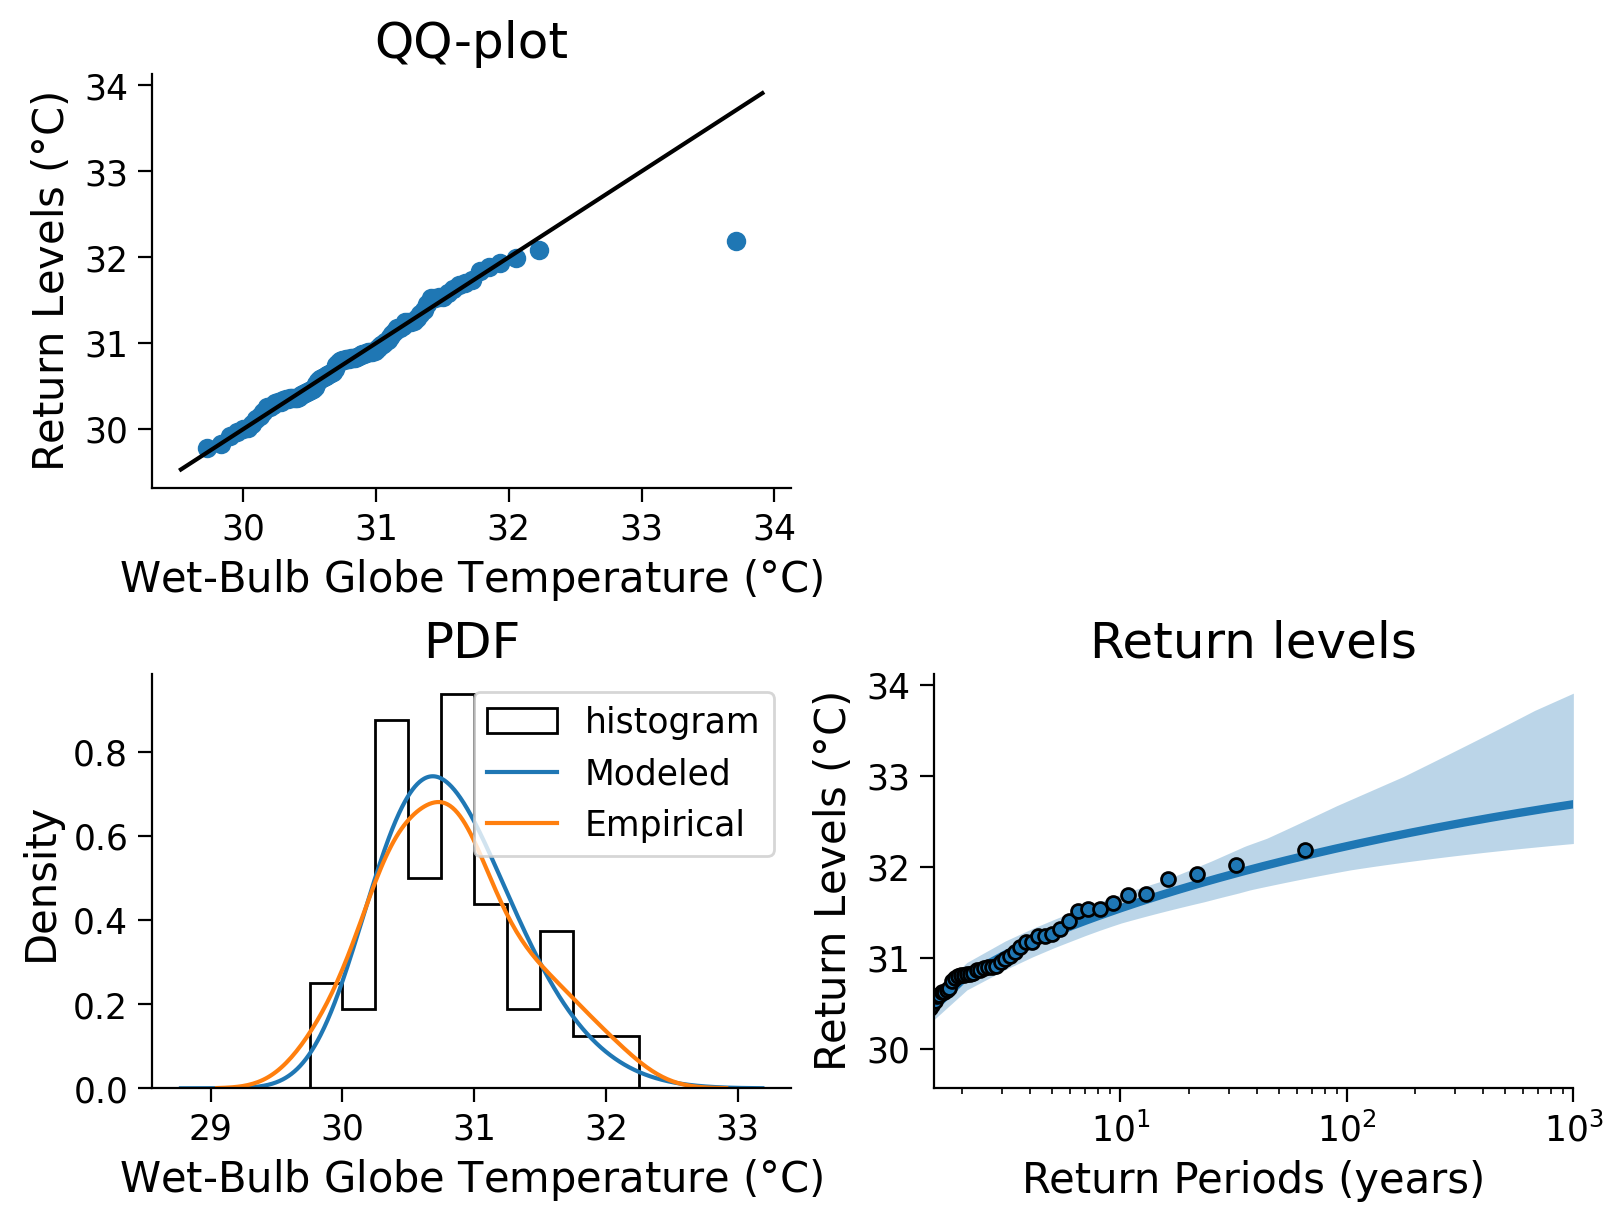 QQ-plot
Return Levels (°C)
34
33
32
31
30
30 31 32 33 34
Wet-Bulb Globe Temperature (°C)
PDF
Density
0.8
0.6
0.4
0.2
0.0
histogram
Modeled
Empirical
29 30 31 32 33
Wet-Bulb Globe Temperature (°C)
Return levels
Return Levels (°C)
34
33
32
31
30
10¹ 10² 10³
Return Periods (years)